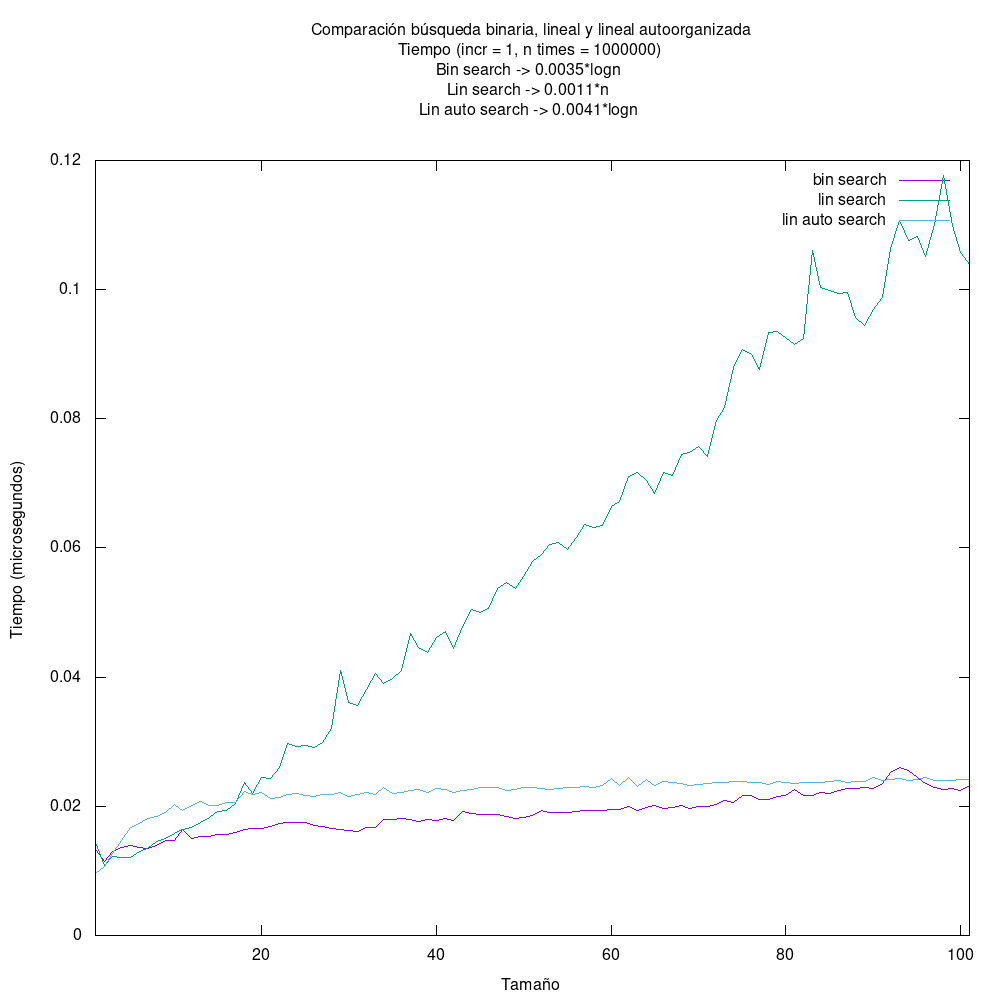 Comparación búsqueda binaria, lineal y lineal autoorganizada
Tiempo (incr = 1, n times = 1000000)
Bin search -> 0.0035*logn
Lin search -> 0.0011*n
Lin auto search -> 0.0041*logn
bin search
lin search
lin auto search
0.12
0.1
0.08
0.06
0.04
0.02
0
Tiempo (microsegundos)
20
40
60
80
100
Tamaño